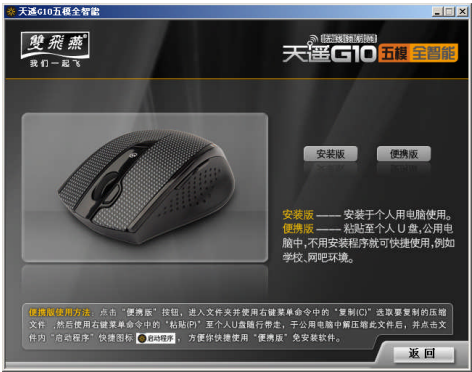 天遥G10五模全智能
雙飛燕
我们一起飞
无线领航员
天遥G10五模全智能
安装版
便携版
安装版 —— 安装于个人用电脑使用。
便携版 —— 粘贴至个人 U 盘,公用电
脑中,不用安装程序就可快捷使用,例如
学校、网吧环境。
便携版使用方法 . 点击“便携版”按钮，进入文件夹并使用右键菜单命令中的“复制(C)”选取要复制的压缩
文件 ,然后使用右键菜单命令中的“粘贴(P)”至个人U盘随行带走，于公用电脑中解压缩此文件后，并点击文
件内“启动程序”快捷图标 启动程序 ，方便你快捷使用“便携版”免安装软件。
返 回